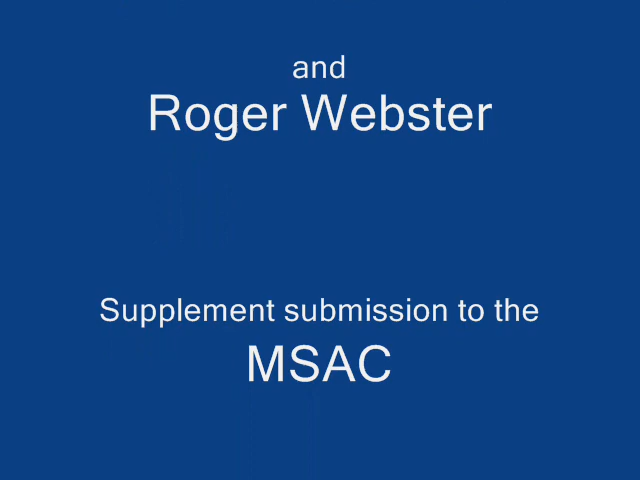 and
Roger Webster
Supplement submission to the
MSAC